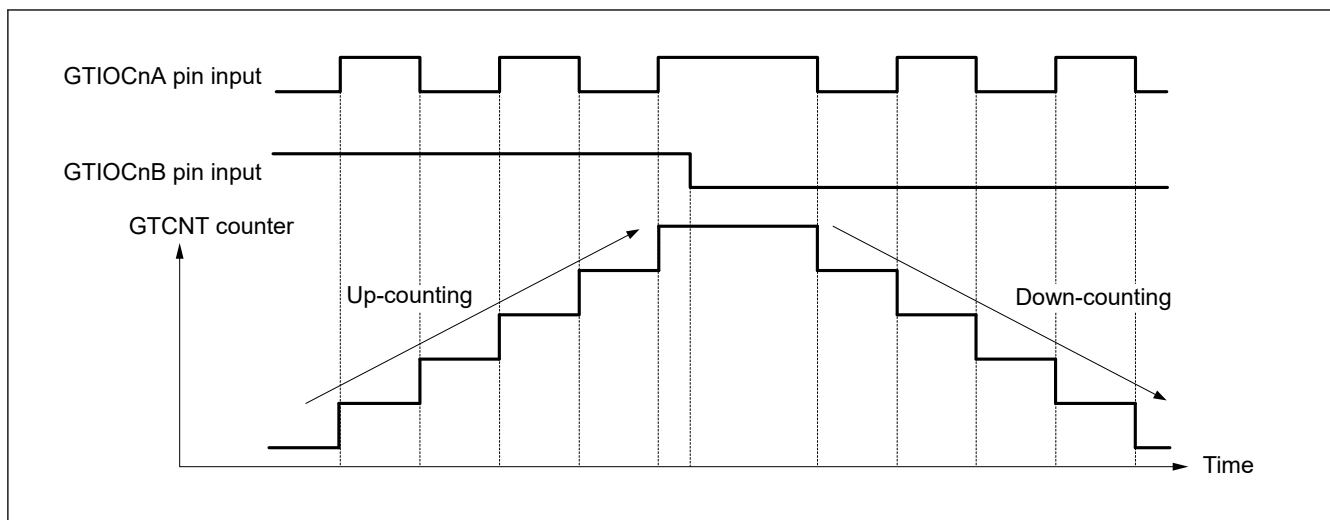 GTIOCnA pin input
GTIOCnB pin input
GTCNT counter
Up-counting
Down-counting
Time